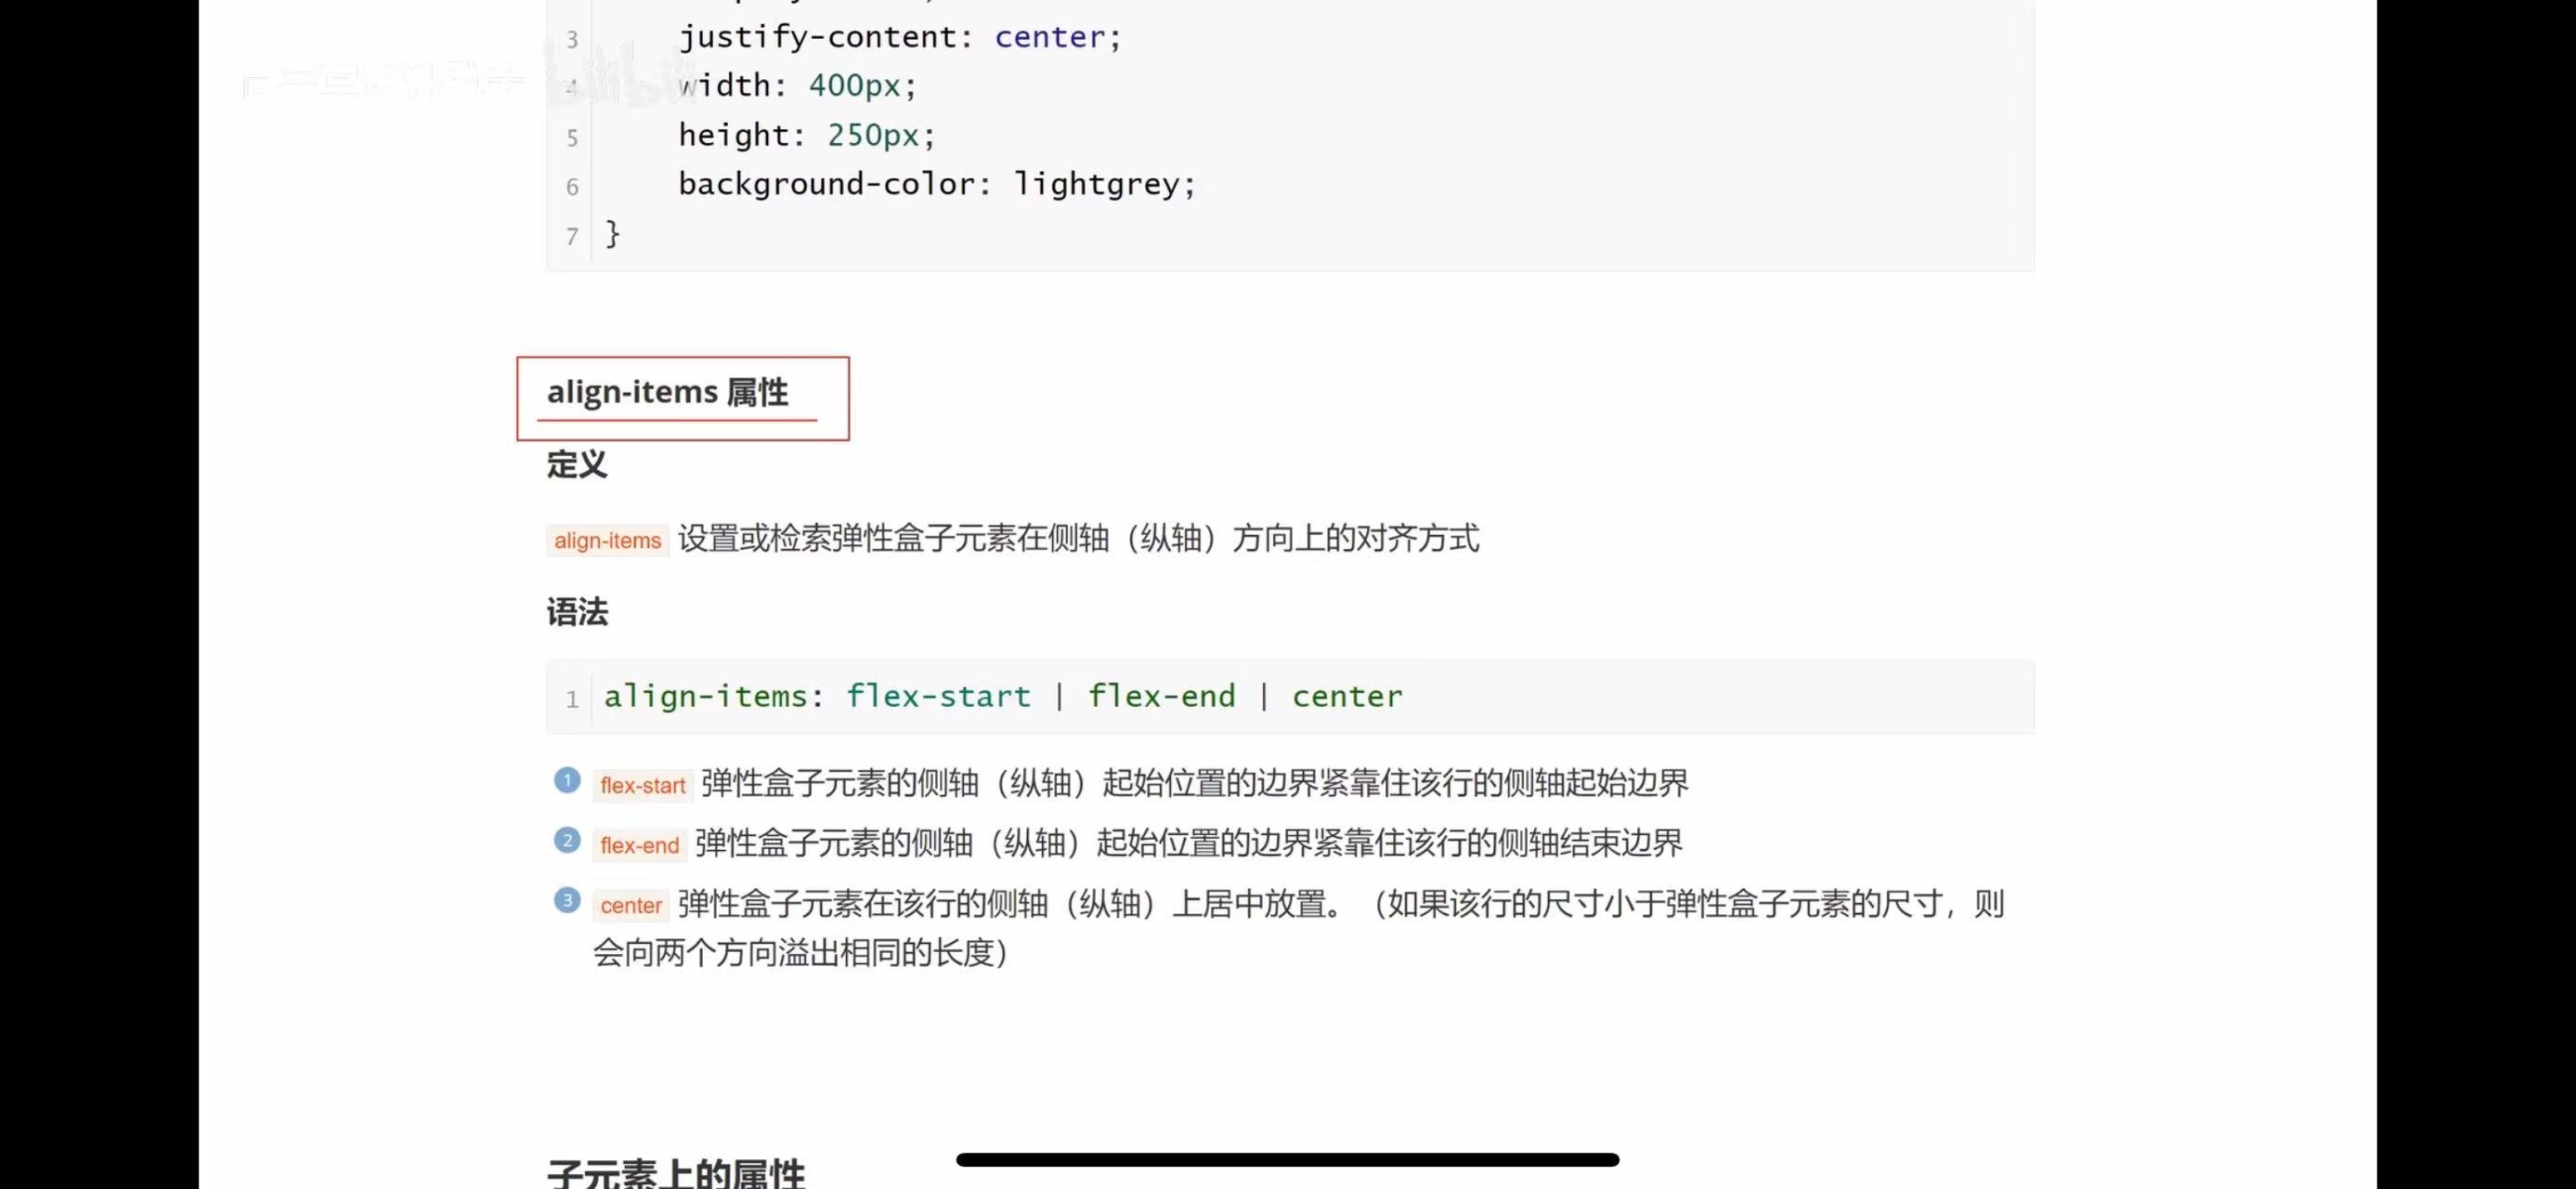 3 justify-content: center;
4 width: 400px;
5 height: 250px;
6 background-color: lightgrey;
7 }
align-items 属性
定义
align-items 设置或检索弹性盒子元素在侧轴（纵轴）方向上的对齐方式
语法
1 align-items: flex-start | flex-end | center
1 flex-start 弹性盒子元素的侧轴（纵轴）起始位置的边界紧靠住该行的侧轴起始边界
2 flex-end 弹性盒子元素的侧轴（纵轴）起始位置的边界紧靠住该行的侧轴结束边界
3 center 弹性盒子元素在该行的侧轴（纵轴）上居中放置。（如果该行的尺寸小于弹性盒子元素的尺寸，则
会向两个方向溢出相同的长度）
子元素上的属性